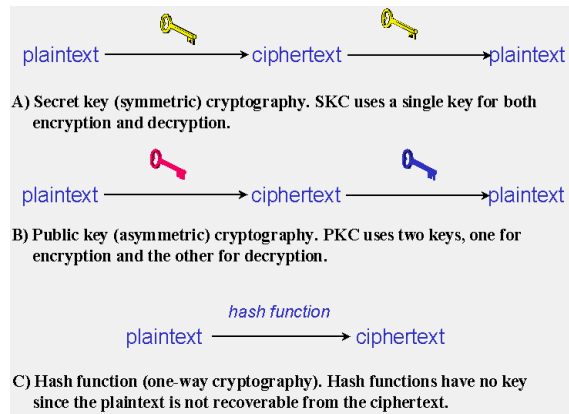 plaintext ciphertext plaintext
A) Secret key (symmetric) cryptography. SKC uses a single key for both
encryption and decryption.
plaintext ciphertext plaintext
B) Public key (asymmetric) cryptography. PKC uses two keys, one for
encryption and the other for decryption.
hash function
plaintext ciphertext
C) Hash function (one-way cryptography). Hash functions have no key
since the plaintext is not recoverable from the ciphertext.